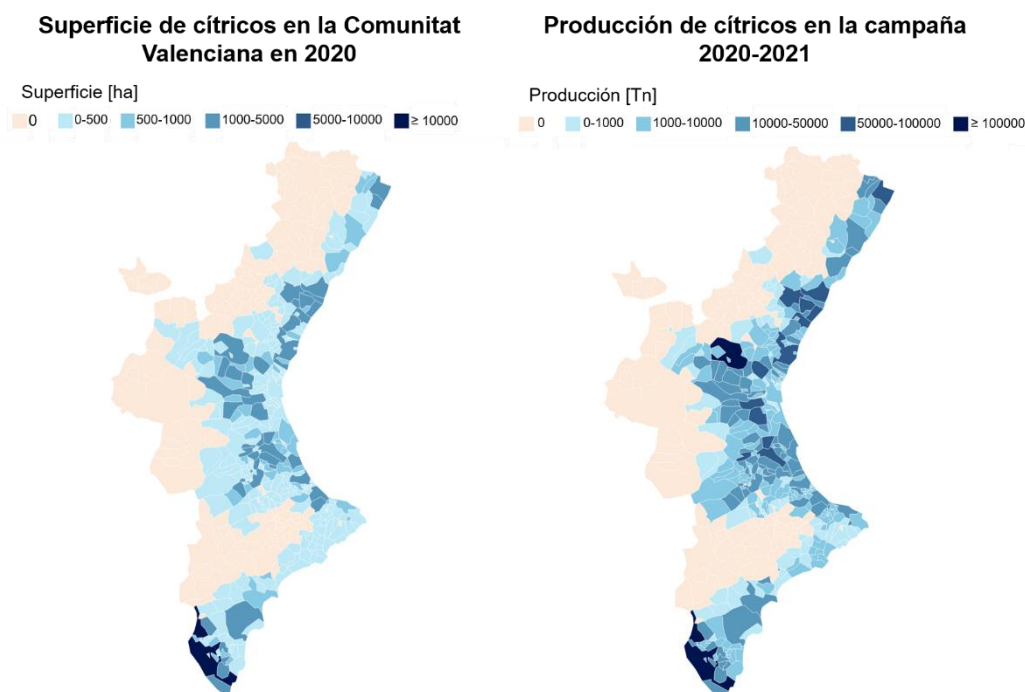 Superficie de cítricos en la Comunitat
Valenciana en 2020
Superficie [ha]
0 0-500 500-1000 1000-5000 5000-10000 ≥ 10000
Producción de cítricos en la campaña
2020-2021
Producción [Tn]
0 0-1000 1000-10000 10000-50000 50000-100000 ≥ 100000